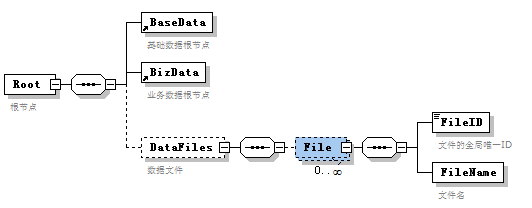 BaseData
基础数据根节点
Root
根节点
BizData
业务数据根节点
DataFiles
数据文件
File
0..∞
FileID
文件的全局唯一ID
FileName
文件名